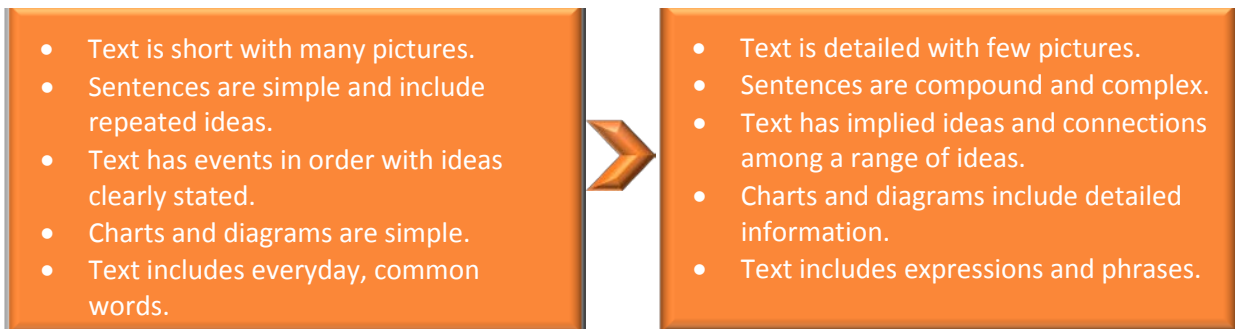 • Text is short with many pictures.
• Sentences are simple and include
repeated ideas.
• Text has events in order with ideas
clearly stated.
• Charts and diagrams are simple.
• Text includes everyday, common
words.
• Text is detailed with few pictures.
• Sentences are compound and complex.
• Text has implied ideas and connections
among a range of ideas.
• Charts and diagrams include detailed
information.
• Text includes expressions and phrases.